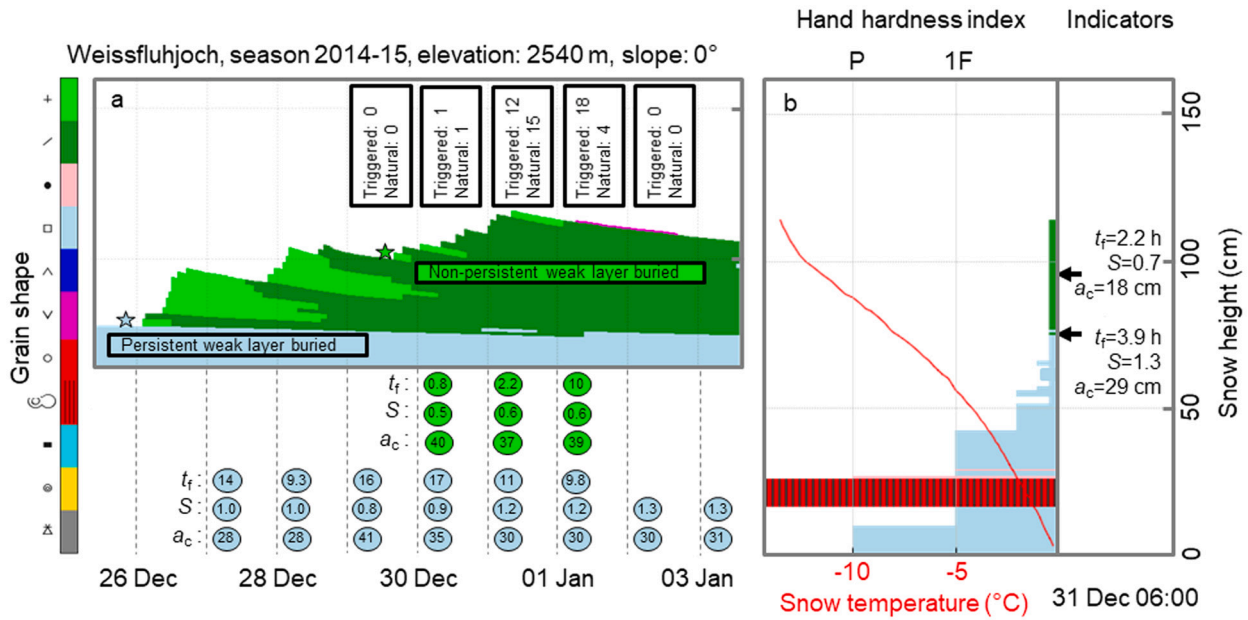 Hand hardness index
Indicators
Weissfluhjoch, season 2014-15, elevation: 2540 m, slope: 0°
P
1F
a
Triggered: 0
Natural: 0
Triggered: 1
Natural: 1
Triggered: 12
Natural: 15
Triggered: 18
Natural: 4
Triggered: 0
Natural: 0
Non-persistent weak layer buried
Persistent weak layer buried
Grain shape
tf :
0.8
2.2
10
S :
0.5
0.6
0.6
ac :
40
37
39
tf :
14
9.3
16
17
11
9.8
S :
1.0
1.0
0.8
0.9
1.2
1.2
1.3
1.3
ac :
28
28
41
35
30
30
30
31
26 Dec
28 Dec
30 Dec
01 Jan
03 Jan
b
tf=2.2 h
S=0.7
ac=18 cm
tf=3.9 h
S=1.3
ac=29 cm
150
100
50
0
Snow height (cm)
-10
-5
Snow temperature (°C)
31 Dec 06:00